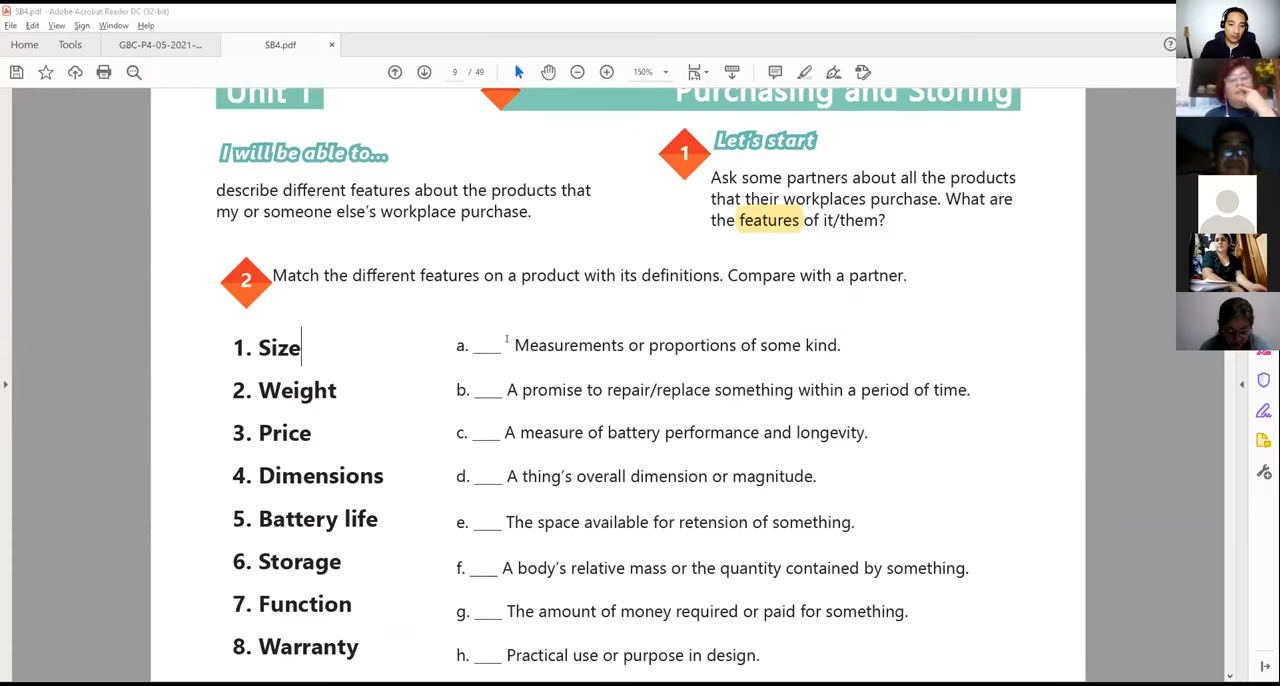 SB4.pdf - Adobe Acrobat Reader DC (32-bit)
File Edit View Sign Window Help
Home Tools G8C-P4-05-2021-... SB4.pdf ×
9 / 49 150%
Unit 1 Purchasing and Storing
I will be able to...
describe different features about the products that
my or someone else's workplace purchase.
1 Let's start
Ask some partners about all the products
that their workplaces purchase. What are
the features of it/them?
2 Match the different features on a product with its definitions. Compare with a partner.
1. Size
2. Weight
3. Price
4. Dimensions
5. Battery life
6. Storage
7. Function
8. Warranty
a. ____ Measurements or proportions of some kind.
b. ____ A promise to repair/replace something within a period of time.
c. ____ A measure of battery performance and longevity.
d. ____ A thing's overall dimension or magnitude.
e. ____ The space available for retension of something.
f. ____ A body's relative mass or the quantity contained by something.
g. ____ The amount of money required or paid for something.
h. ____ Practical use or purpose in design.